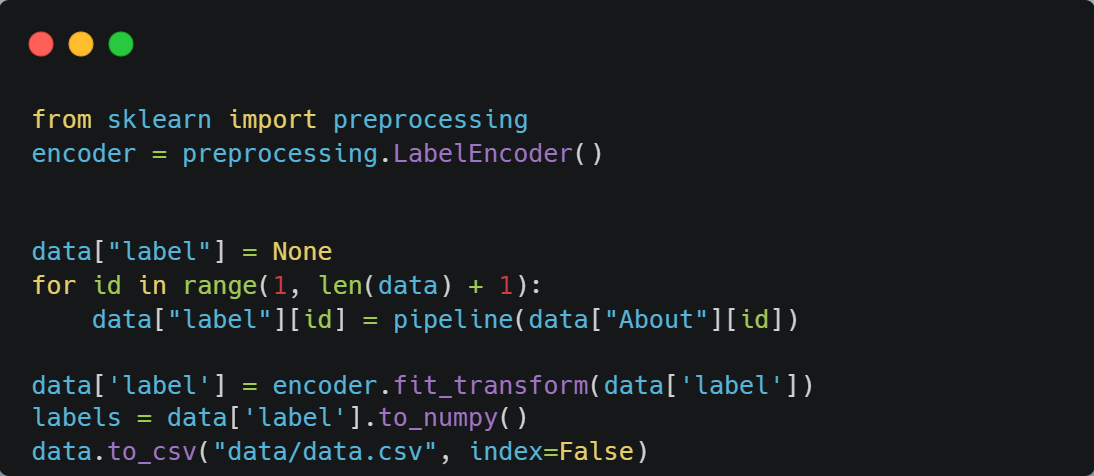 from sklearn import preprocessing
encoder = preprocessing.LabelEncoder()
data["label"] = None
for id in range(1, len(data) + 1):
    data["label"][id] = pipeline(data["About"][id])
data['label'] = encoder.fit_transform(data['label'])
labels = data['label'].to_numpy()
data.to_csv("data/data.csv", index=False)